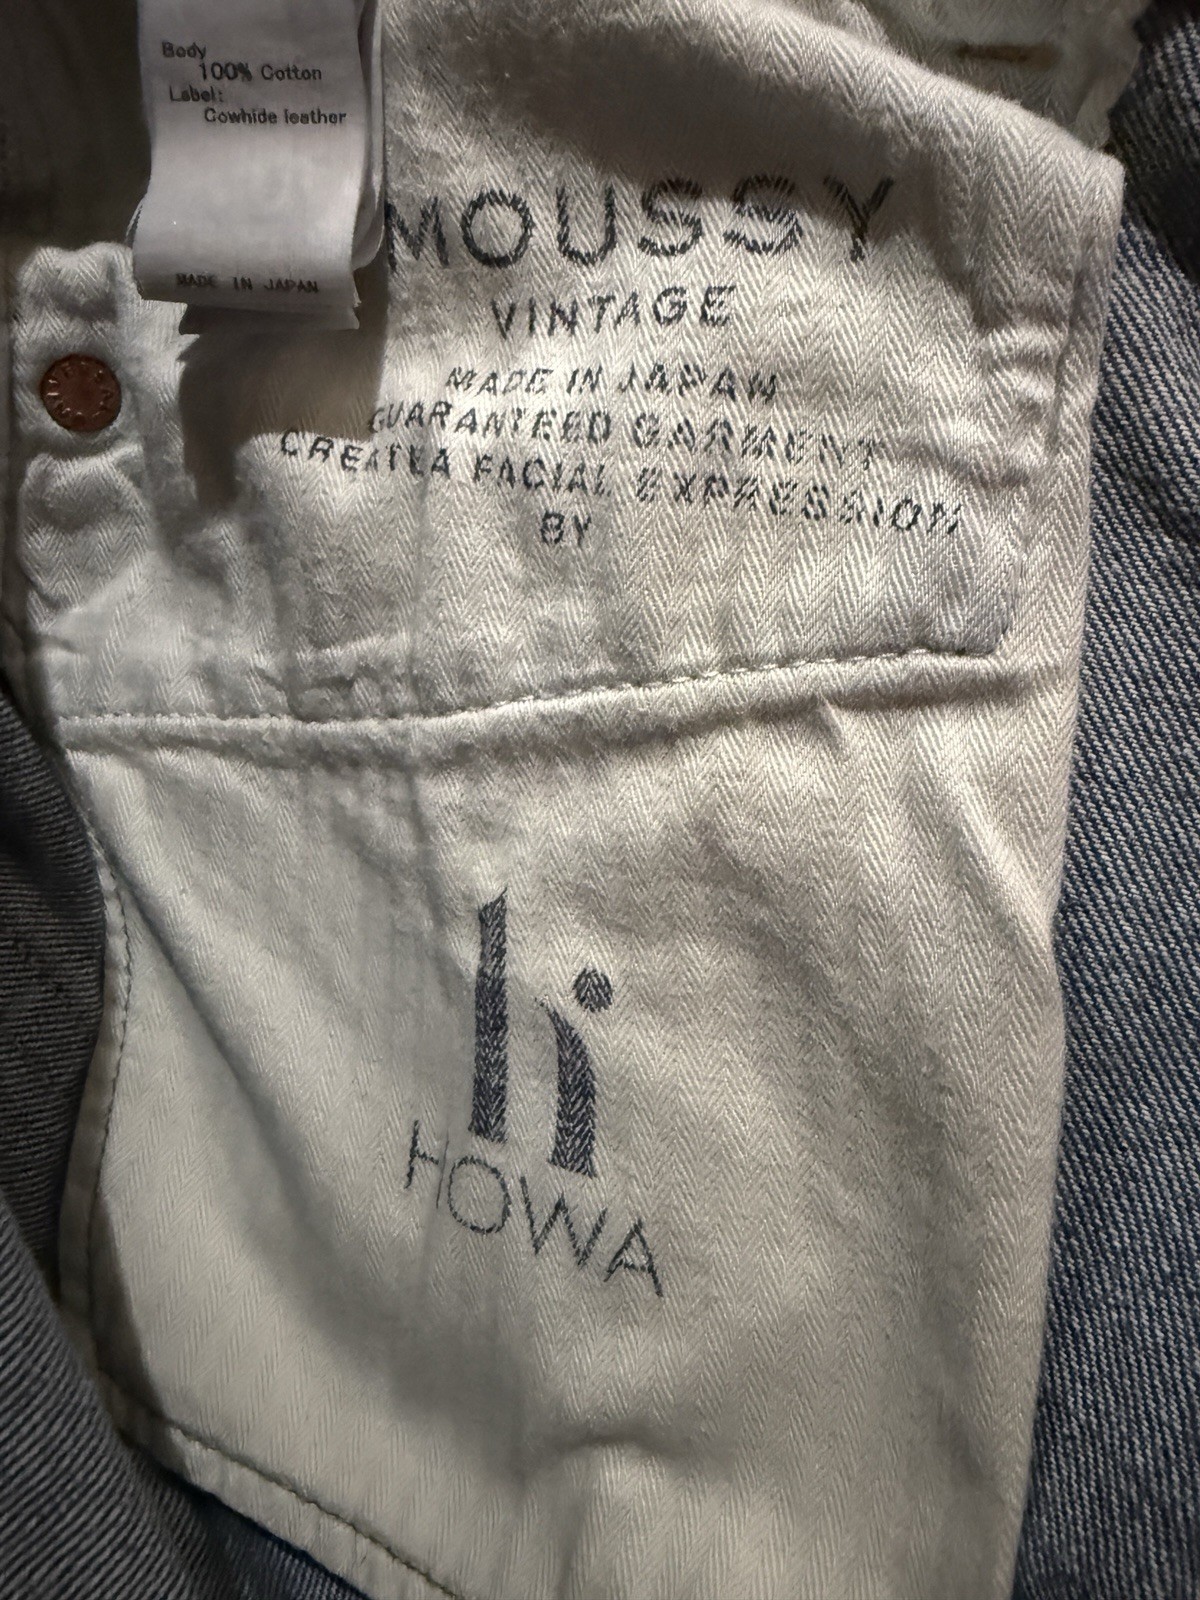 Body
100% Cotton
Label:
Cowhide leather
MADE IN JAPAN
MOUSSY
VINTAGE
MADE IN JAPAN
GUARANTEED GARMENT
CREATE A FACIAL EXPRESSION
BY
HOWA